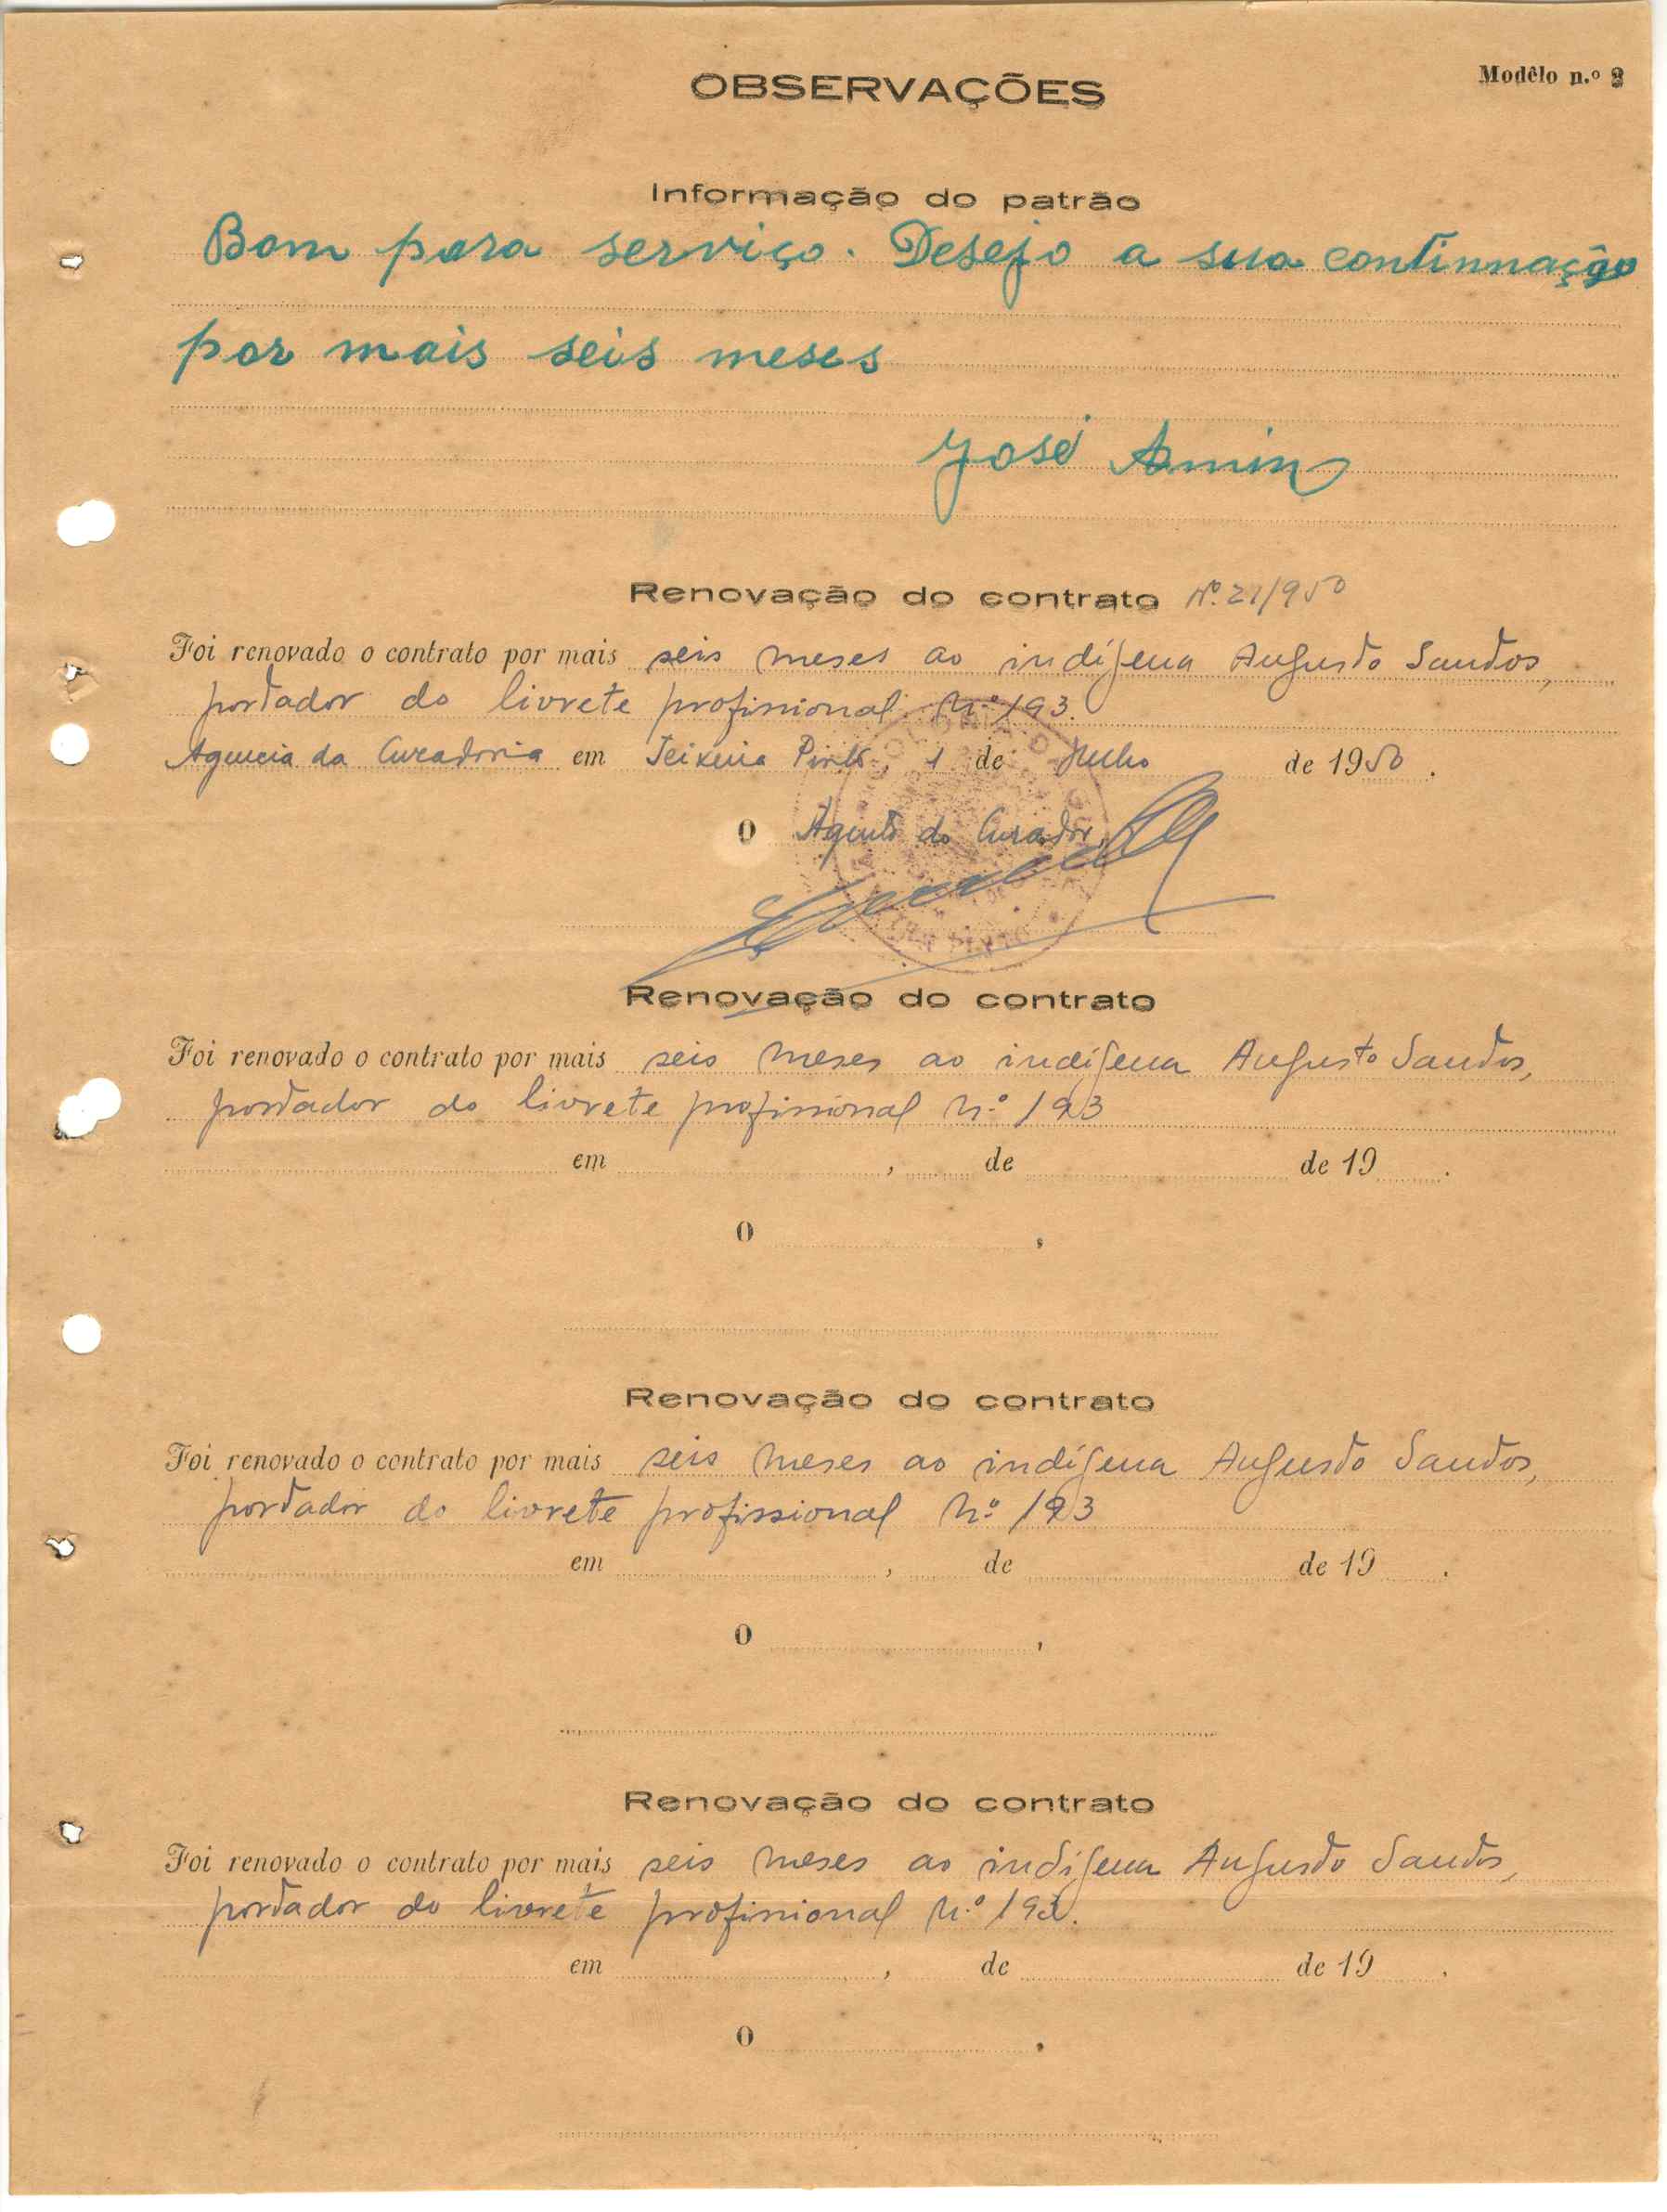 Modêlo n.º 2
OBSERVAÇÕES
Informação do patrão
Bom para serviço. Desejo a sua continuação
por mais seis meses
José Amin
Renovação do contrato Nº 21/950
Foi renovado o contrato por mais seis meses ao indígena Augusto Santos,
portador do livrete profissional n.º 193.
Agencia da Curadoria em Teixeira Pinto, 1 de Julho de 1950.
O Agente do Curador,
Renovação do contrato
Foi renovado o contrato por mais seis meses ao indígena Augusto Santos,
portador do livrete profissional n.º 193
em , de de 19 .
O ,
Renovação do contrato
Foi renovado o contrato por mais seis meses ao indígena Augusto Santos,
portador do livrete profissional n.º 193
em , de de 19 .
O ,
Renovação do contrato
Foi renovado o contrato por mais seis meses ao indígena Augusto Santos,
portador do livrete profissional n.º 193.
em , de de 19 .
O ,